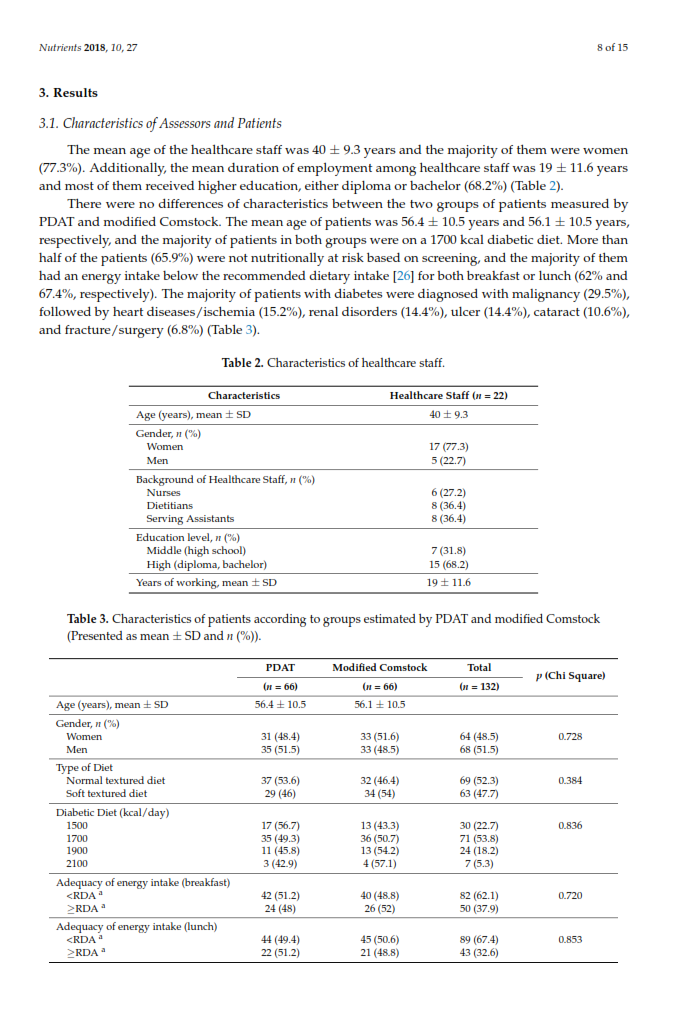 Nutrients 2018, 10, 27 8 of 15
3. Results
3.1. Characteristics of Assessors and Patients
The mean age of the healthcare staff was 40 ± 9.3 years and the majority of them were women
(77.3%). Additionally, the mean duration of employment among healthcare staff was 19 ± 11.6 years
and most of them received higher education, either diploma or bachelor (68.2%) (Table 2).
There were no differences of characteristics between the two groups of patients measured by
PDAT and modified Comstock. The mean age of patients was 56.4 ± 10.5 years and 56.1 ± 10.5 years,
respectively, and the majority of patients in both groups were on a 1700 kcal diabetic diet. More than
half of the patients (65.9%) were not nutritionally at risk based on screening, and the majority of them
had an energy intake below the recommended dietary intake [26] for both breakfast or lunch (62% and
67.4%, respectively). The majority of patients with diabetes were diagnosed with malignancy (29.5%),
followed by heart diseases/ischemia (15.2%), renal disorders (14.4%), ulcer (14.4%), cataract (10.6%),
and fracture/surgery (6.8%) (Table 3).
Table 2. Characteristics of healthcare staff.
Characteristics Healthcare Staff (n = 22)
Age (years), mean ± SD 40 ± 9.3
Gender, n (%)
Women 17 (77.3)
Men 5 (22.7)
Background of Healthcare Staff, n (%)
Nurses 6 (27.2)
Dietitians 8 (36.4)
Serving Assistants 8 (36.4)
Education level, n (%)
Middle (high school) 7 (31.8)
High (diploma, bachelor) 15 (68.2)
Years of working, mean ± SD 19 ± 11.6
Table 3. Characteristics of patients according to groups estimated by PDAT and modified Comstock
(Presented as mean ± SD and n (%)).
PDAT Modified Comstock Total p (Chi Square)
(n = 66) (n = 66) (n = 132)
Age (years), mean ± SD 56.4 ± 10.5 56.1 ± 10.5
Gender, n (%)
Women 31 (48.4) 33 (51.6) 64 (48.5) 0.728
Men 35 (51.5) 33 (48.5) 68 (51.5)
Type of Diet
Normal textured diet 37 (53.6) 32 (46.4) 69 (52.3) 0.384
Soft textured diet 29 (46) 34 (54) 63 (47.7)
Diabetic Diet (kcal/day)
1500 17 (56.7) 13 (43.3) 30 (22.7) 0.836
1700 35 (49.3) 36 (50.7) 71 (53.8)
1900 11 (45.8) 13 (54.2) 24 (18.2)
2100 3 (42.9) 4 (57.1) 7 (5.3)
Adequacy of energy intake (breakfast)
<RDA a 42 (51.2) 40 (48.8) 82 (62.1) 0.720
≥RDA a 24 (48) 26 (52) 50 (37.9)
Adequacy of energy intake (lunch)
<RDA a 44 (49.4) 45 (50.6) 89 (67.4) 0.853
≥RDA a 22 (51.2) 21 (48.8) 43 (32.6)